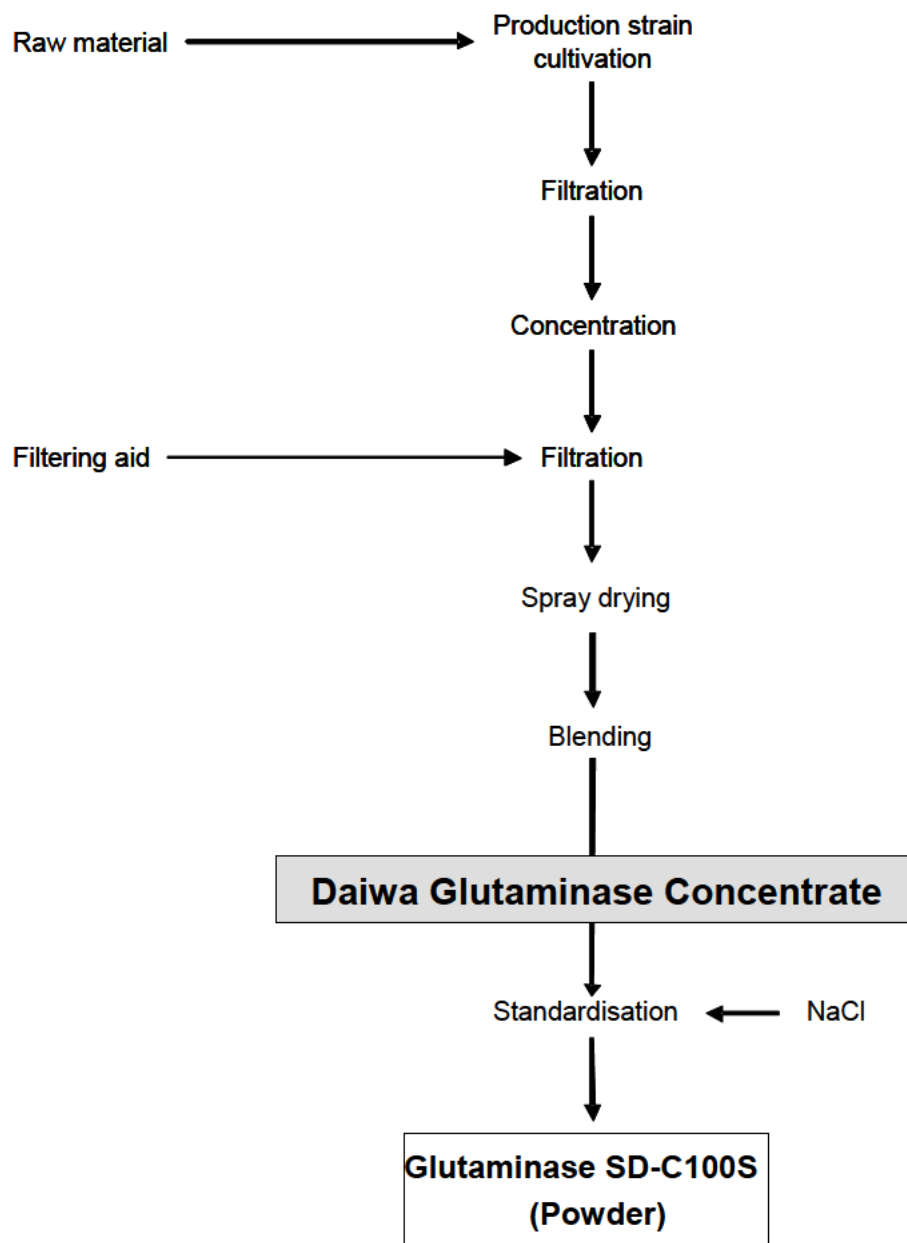 Raw material
Production strain
cultivation
Filtration
Concentration
Filtering aid
Filtration
Spray drying
Blending
Daiwa Glutaminase Concentrate
Standardisation
NaCl
Glutaminase SD-C100S
(Powder)